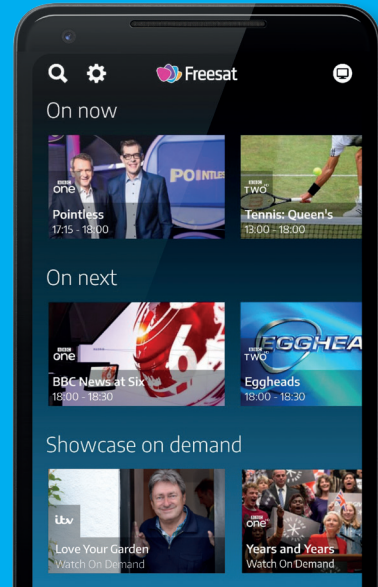 Freesat
On now
BBC
one
Pointless
17:15 - 18:00
POINTLE
BBC
TWO
Tennis: Queen's
13:00 - 18:00
On next
BBC
one
BBC News at Six
18:00 - 18:30
6
BBC
TWO
EGGHEA
Eggheads
18:00 - 18:30
Showcase on demand
itv
Love Your Garden
Watch On Demand
BBC
one
Years and Years
Watch On Demand